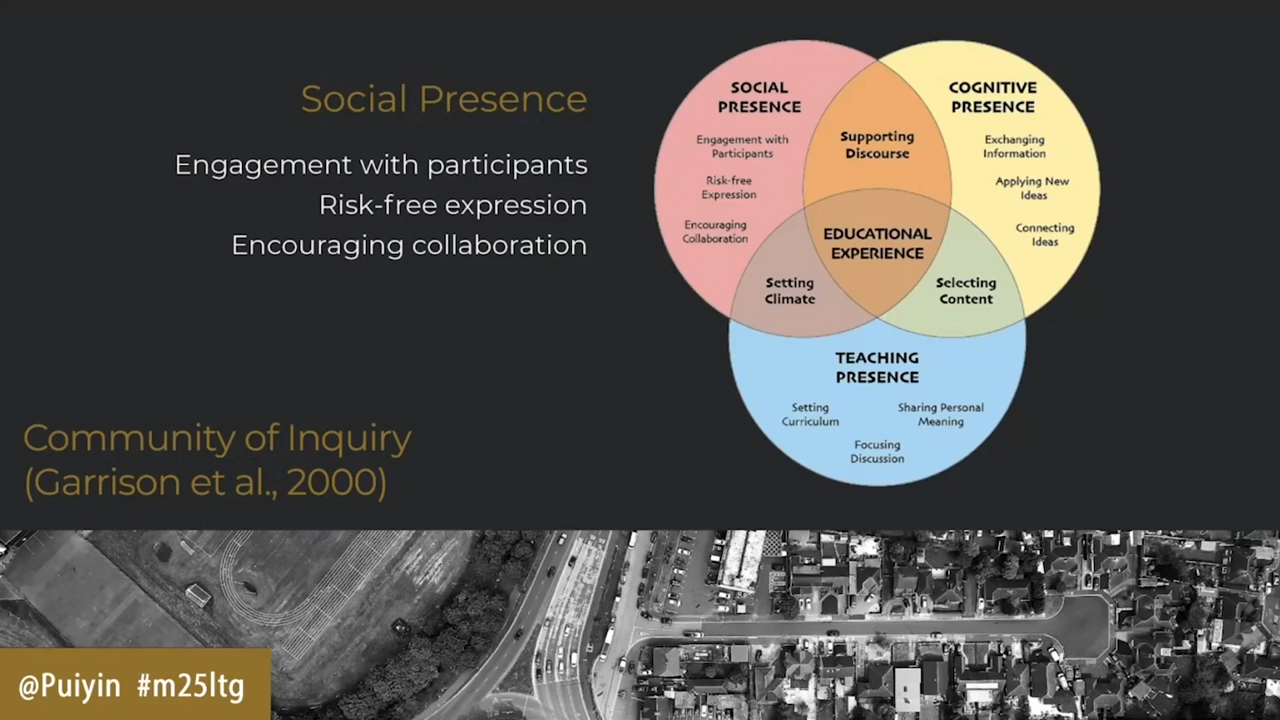 Social Presence
Engagement with participants
Risk-free expression
Encouraging collaboration
Community of Inquiry
(Garrison et al., 2000)
SOCIAL
PRESENCE
Engagement with
Participants
Risk-free
Expression
Encouraging
Collaboration
Supporting
Discourse
COGNITIVE
PRESENCE
Exchanging
Information
Applying New
Ideas
Connecting
Ideas
EDUCATIONAL
EXPERIENCE
Setting
Climate
Selecting
Content
TEACHING
PRESENCE
Setting
Curriculum
Sharing Personal
Meaning
Focusing
Discussion
@Puiyin #m25ltg